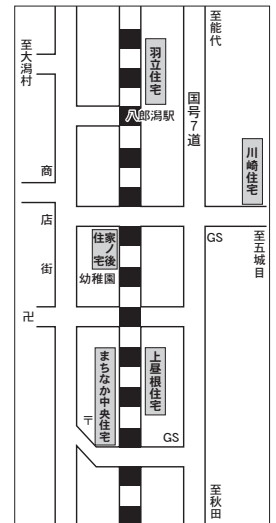 至能代
至大潟村
羽立住宅
国号7道
八郎潟駅
川崎住宅
商
店
街
家ノ後
住宅
幼稚園
GS
至五城目
卍
まちなか中央住宅
上昼根住宅
〒
GS
至秋田